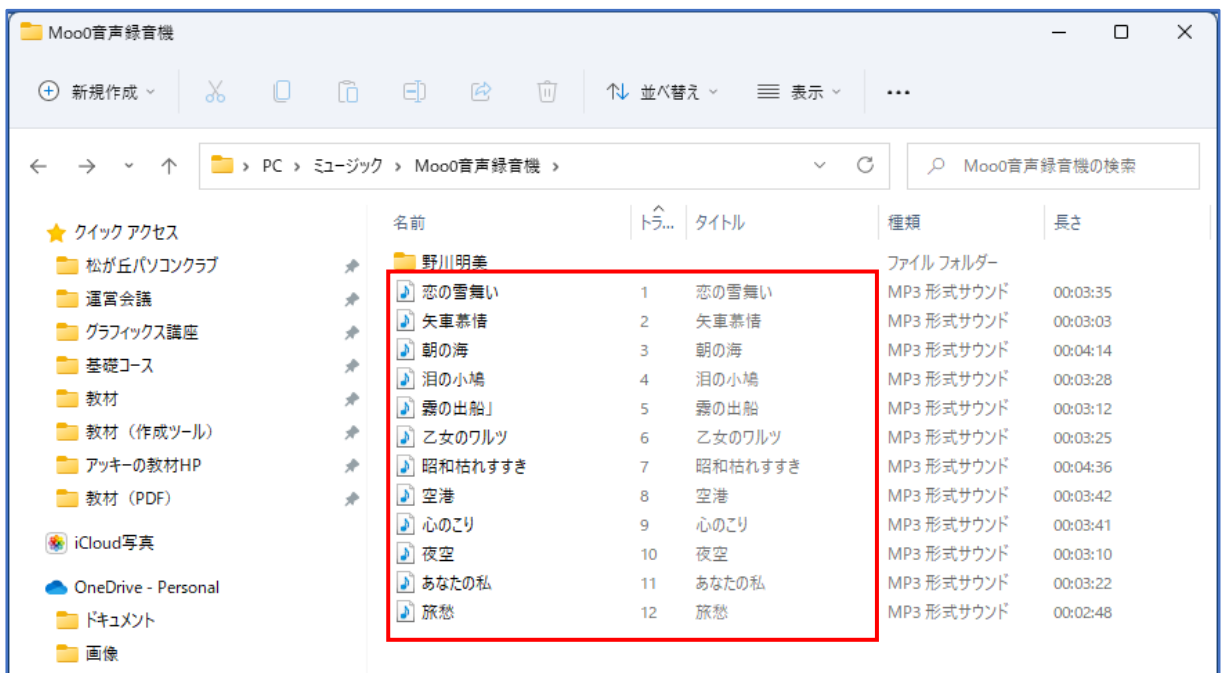 Moo0音声録音機
新規作成 並べ替え 表示 ...
PC > ミュージック > Moo0音声録音機 > Moo0音声録音機の検索
名前 トラ... タイトル 種類 長さ
クイック アクセス
松が丘パソコンクラブ
運営会議
グラフィックス講座
基礎コース
教材
教材（作成ツール）
アッキーの教材HP
教材（PDF）
iCloud写真
OneDrive - Personal
ドキュメント
画像
野川明美 ファイル フォルダー
恋の雪舞い 1 恋の雪舞い MP3 形式サウンド 00:03:35
矢車慕情 2 矢車慕情 MP3 形式サウンド 00:03:03
朝の海 3 朝の海 MP3 形式サウンド 00:04:14
泪の小鳩 4 泪の小鳩 MP3 形式サウンド 00:03:28
霧の出船」 5 霧の出船 MP3 形式サウンド 00:03:12
乙女のワルツ 6 乙女のワルツ MP3 形式サウンド 00:03:25
昭和枯れすすき 7 昭和枯れすすき MP3 形式サウンド 00:04:36
空港 8 空港 MP3 形式サウンド 00:03:42
心のこり 9 心のこり MP3 形式サウンド 00:03:41
夜空 10 夜空 MP3 形式サウンド 00:03:10
あなたの私 11 あなたの私 MP3 形式サウンド 00:03:22
旅愁 12 旅愁 MP3 形式サウンド 00:02:48